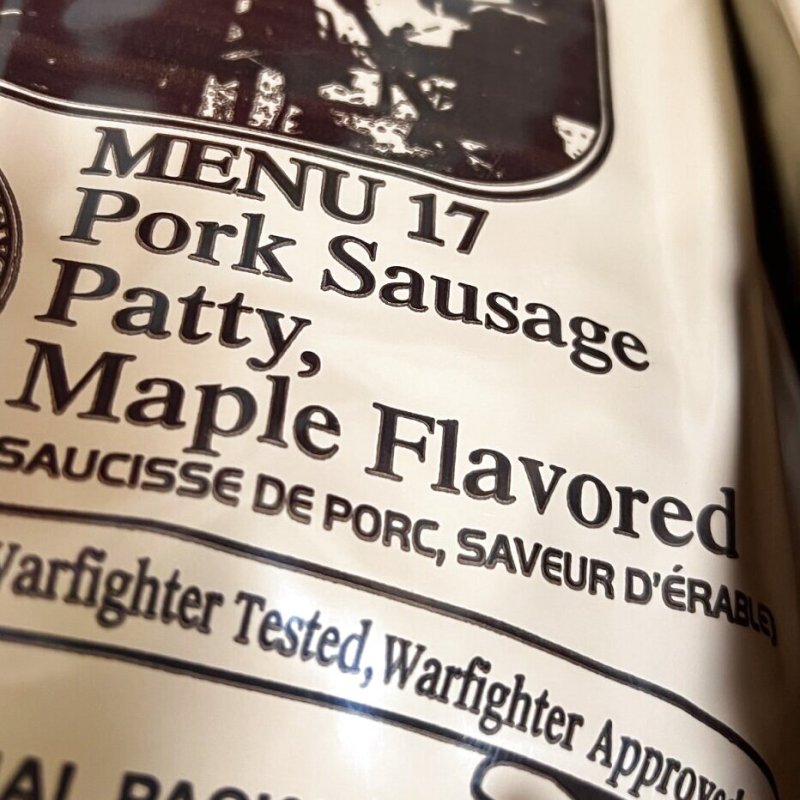 MENU 17
Pork Sausage
Patty,
Maple Flavored
SAUCISSE DE PORC, SAVEUR D'ÉRABLE)
Warfighter Tested, Warfighter Approved